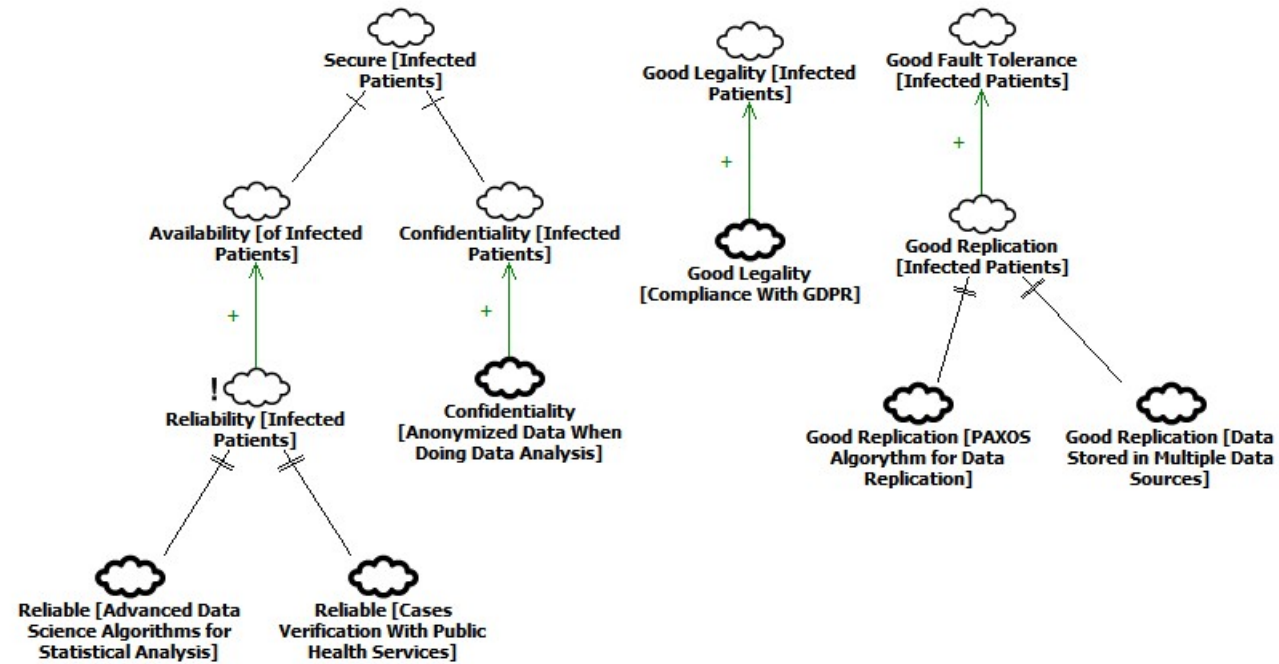 Secure [Infected
Patients]
Good Legality [Infected
Patients]
Good Fault Tolerance
[Infected Patients]
+
+
Availability [of Infected
Patients]
Confidentiality [Infected
Patients]
Good Legality
[Compliance With GDPR]
Good Replication
[Infected Patients]
+
+
!
Reliability [Infected
Patients]
Confidentiality
[Anonymized Data When
Doing Data Analysis]
Good Replication [PAXOS
Algorythm for Data
Replication]
Good Replication [Data
Stored in Multiple Data
Sources]
Reliable [Advanced Data
Science Algorithms for
Statistical Analysis]
Reliable [Cases
Verification With Public
Health Services]